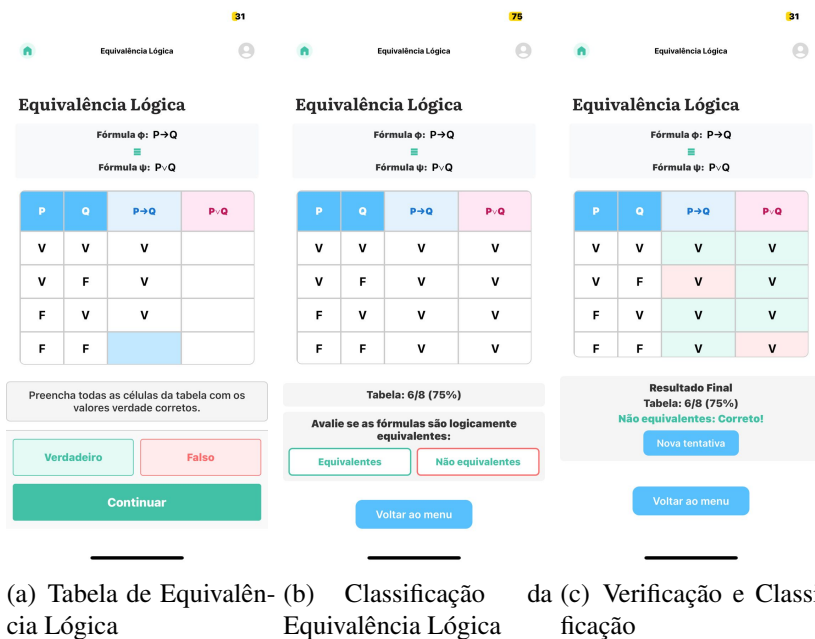 31
Equivalência Lógica
Equivalência Lógica
Fórmula φ: P→Q
≡
Fórmula ψ: P∨Q
P Q P→Q P∨Q
V V V
V F V
F V V
F F
Preencha todas as células da tabela com os
valores verdade corretos.
Verdadeiro Falso
Continuar
(a) Tabela de Equivalên-
cia Lógica
75
Equivalência Lógica
Equivalência Lógica
Fórmula φ: P→Q
≡
Fórmula ψ: P∨Q
P Q P→Q P∨Q
V V V V
V F V V
F V V V
F F V V
Tabela: 6/8 (75%)
Avalie se as fórmulas são logicamente
equivalentes:
Equivalentes Não equivalentes
Voltar ao menu
(b) Classificação da
Equivalência Lógica
31
Equivalência Lógica
Equivalência Lógica
Fórmula φ: P→Q
≡
Fórmula ψ: P∨Q
P Q P→Q P∨Q
V V V V
V F V V
F V V V
F F V V
Resultado Final
Tabela: 6/8 (75%)
Não equivalentes: Correto!
Nova tentativa
Voltar ao menu
(c) Verificação e Classi
ficação